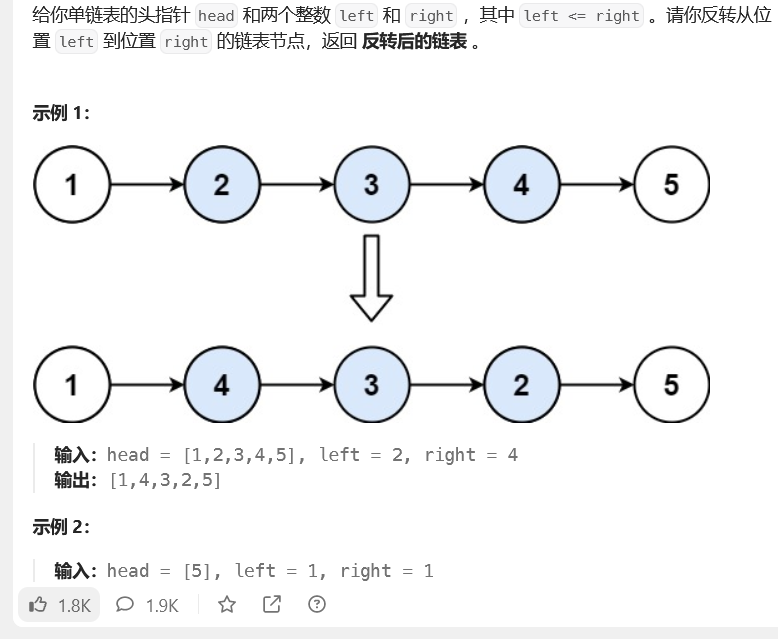 给你单链表的头指针 head 和两个整数 left 和 right ，其中 left <= right 。请你反转从位
置 left 到位置 right 的链表节点，返回 反转后的链表 。
示例 1：
1 2 3 4 5
1 4 3 2 5
输入：head = [1,2,3,4,5], left = 2, right = 4
输出：[1,4,3,2,5]
示例 2：
输入：head = [5], left = 1, right = 1
1.8K 1.9K